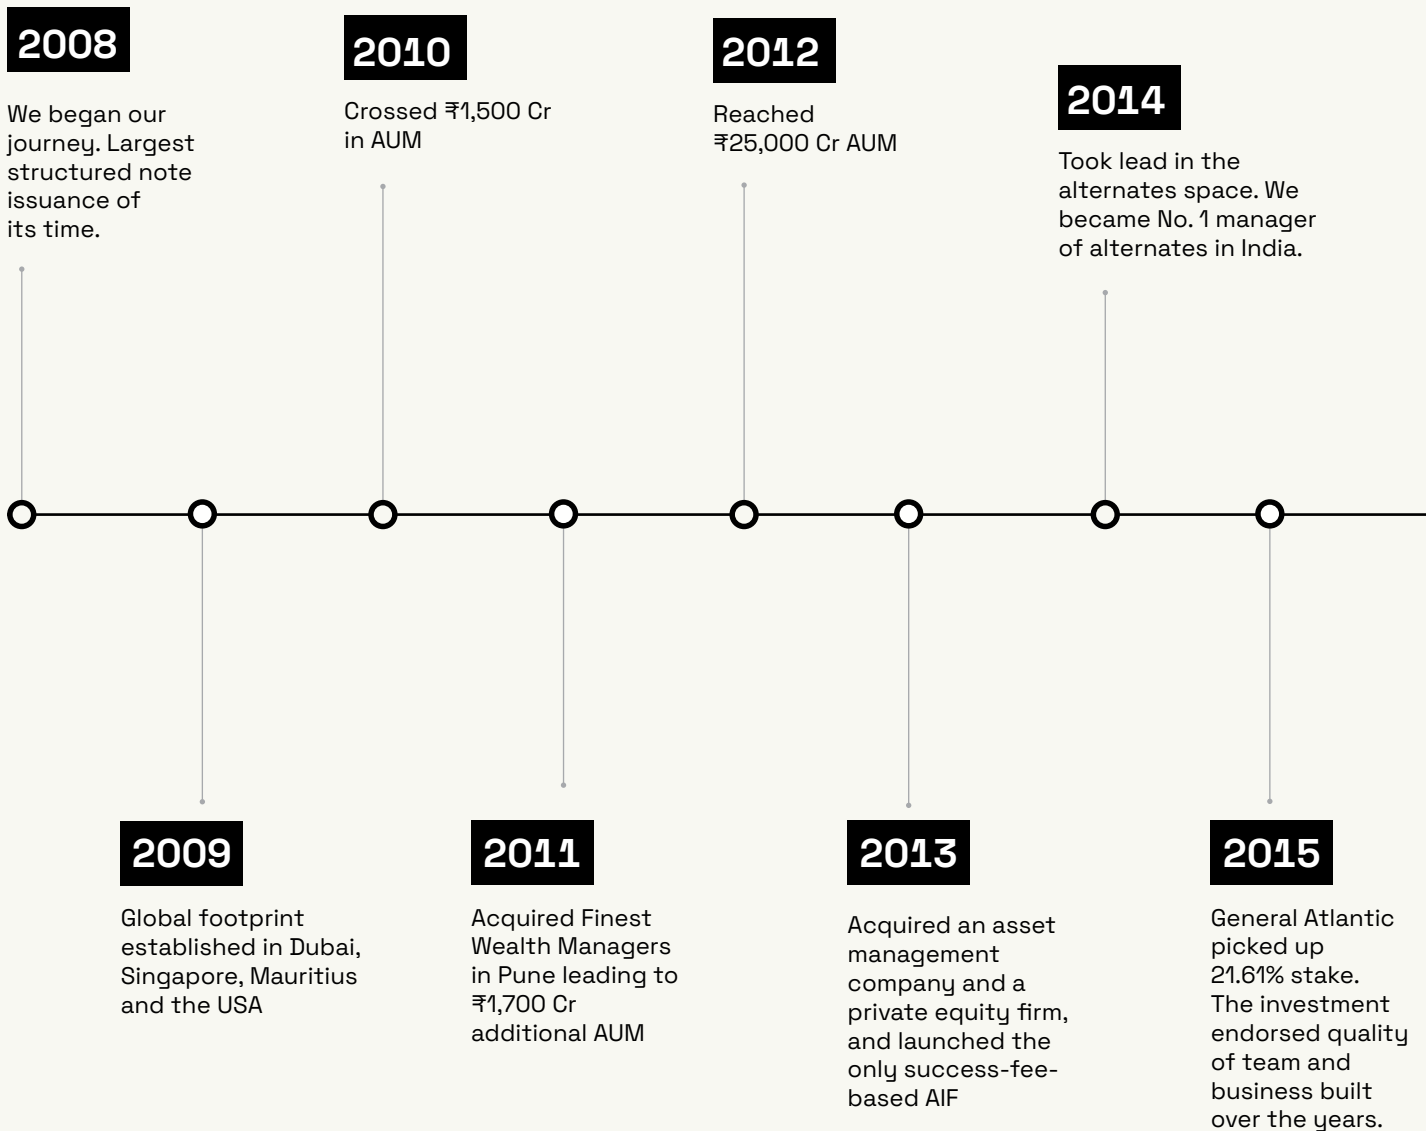 2008
We began our
journey. Largest
structured note
issuance of
its time.
2010
Crossed ₹1,500 Cr
in AUM
2012
Reached
₹25,000 Cr AUM
2014
Took lead in the
alternates space. We
became No. 1 manager
of alternates in India.
2009
Global footprint
established in Dubai,
Singapore, Mauritius
and the USA
2011
Acquired Finest
Wealth Managers
in Pune leading to
₹1,700 Cr
additional AUM
2013
Acquired an asset
management
company and a
private equity firm,
and launched the
only success-fee-
based AIF
2015
General Atlantic
picked up
21.61% stake.
The investment
endorsed quality
of team and
business built
over the years.